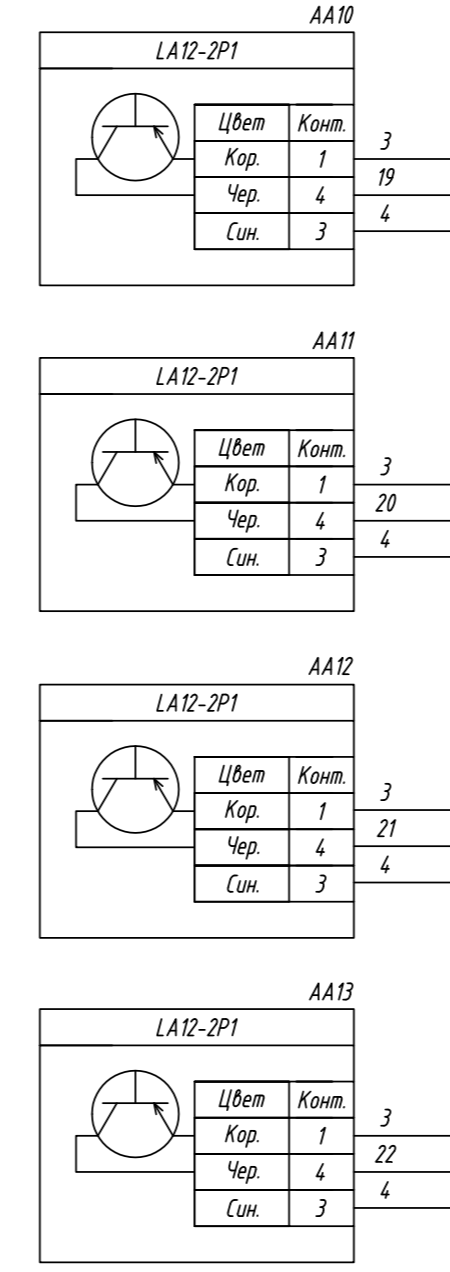 AA10
LA12-2P1
Цвет Конт.
Кор. 1 3
Чер. 4 19
Син. 3 4
AA11
LA12-2P1
Цвет Конт.
Кор. 1 3
Чер. 4 20
Син. 3 4
AA12
LA12-2P1
Цвет Конт.
Кор. 1 3
Чер. 4 21
Син. 3 4
AA13
LA12-2P1
Цвет Конт.
Кор. 1 3
Чер. 4 22
Син. 3 4